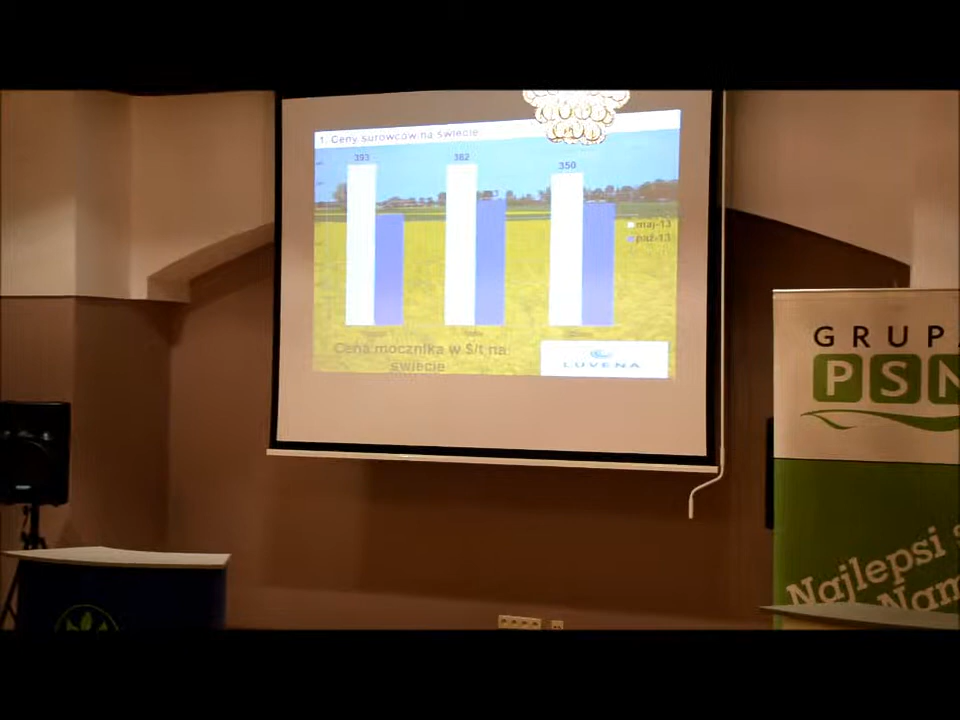 1. Ceny surowców na świecie
393
382
350
maj-13
paź-13
Cena mocznika w $/t na
świecie
LUVENA
GRUPA
PSN
Najlepsi
Nam